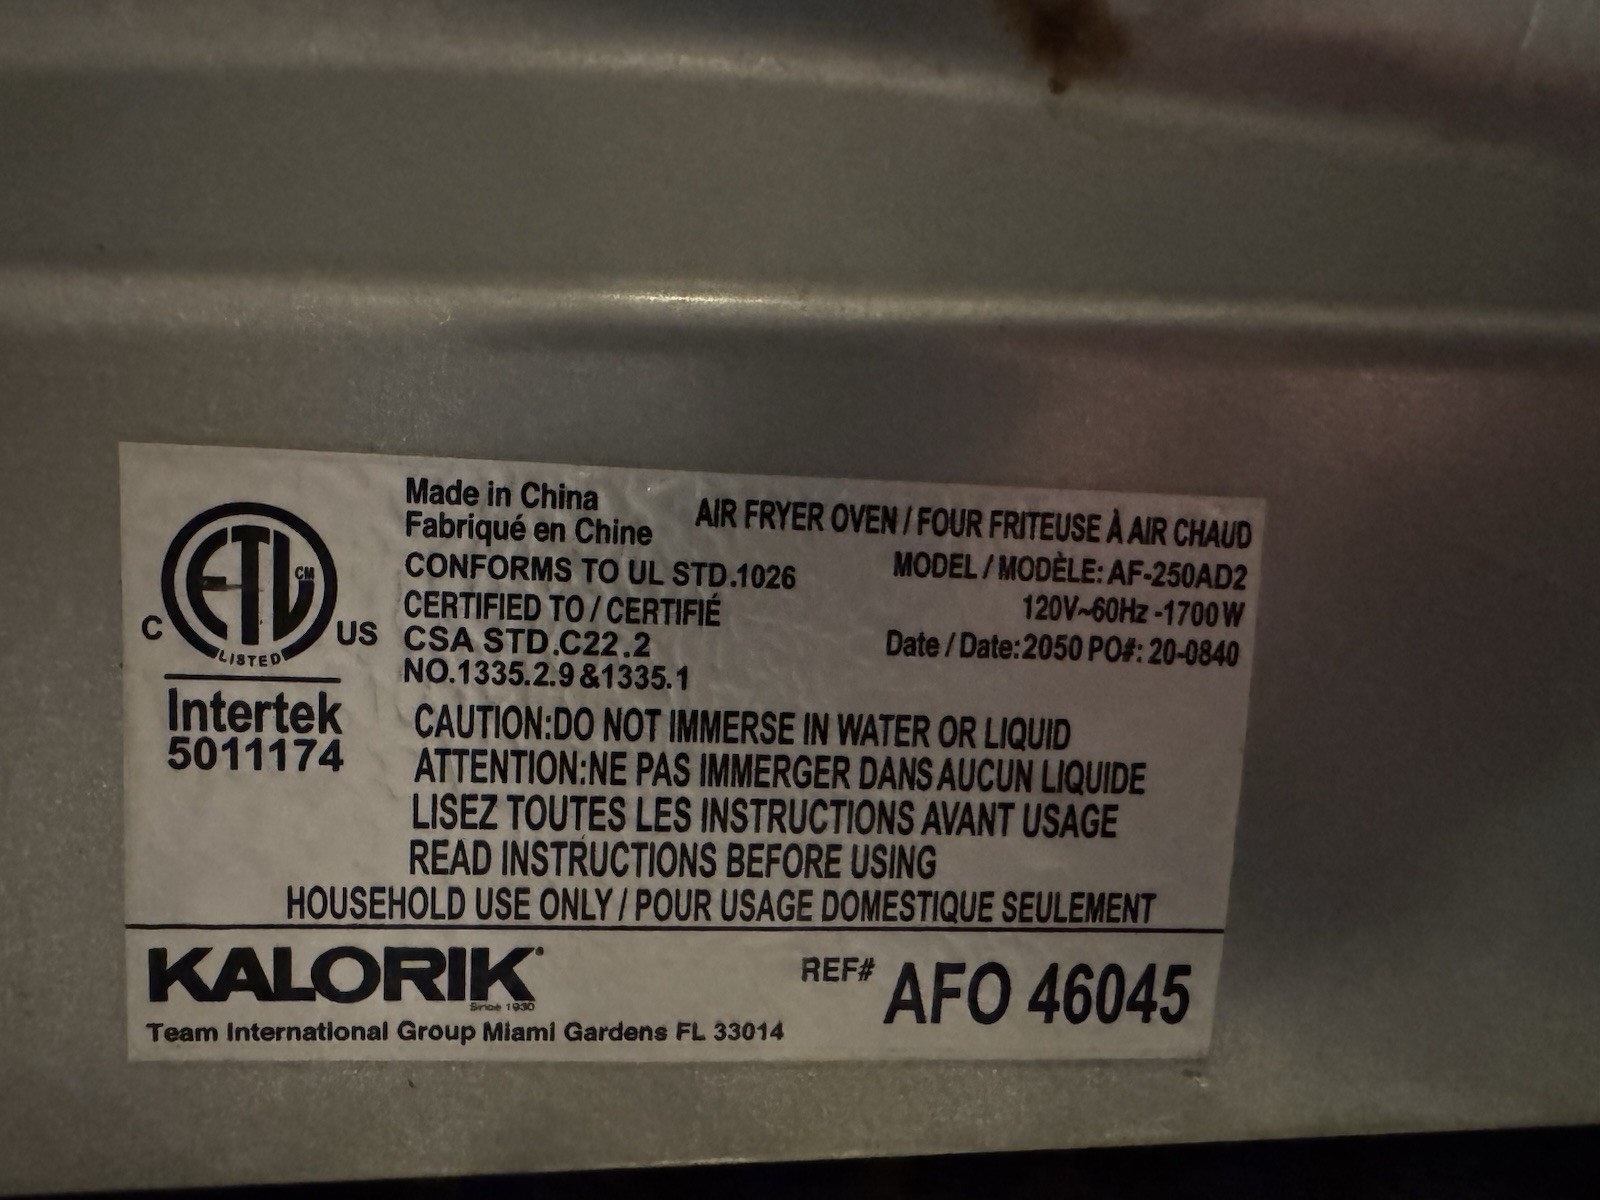 Made in China
Fabriqué en Chine
AIR FRYER OVEN / FOUR FRITEUSE À AIR CHAUD
CONFORMS TO UL STD.1026
MODEL / MODÈLE: AF-250AD2
CERTIFIED TO / CERTIFIÉ
120V~60Hz -1700W
CSA STD.C22.2
Date / Date:2050 PO#: 20-0840
NO.1335.2.9 &1335.1
C ETL CM US
LISTED
Intertek
5011174
CAUTION:DO NOT IMMERSE IN WATER OR LIQUID
ATTENTION:NE PAS IMMERGER DANS AUCUN LIQUIDE
LISEZ TOUTES LES INSTRUCTIONS AVANT USAGE
READ INSTRUCTIONS BEFORE USING
HOUSEHOLD USE ONLY / POUR USAGE DOMESTIQUE SEULEMENT
KALORIK®
Since 1930
REF# AFO 46045
Team International Group Miami Gardens FL 33014